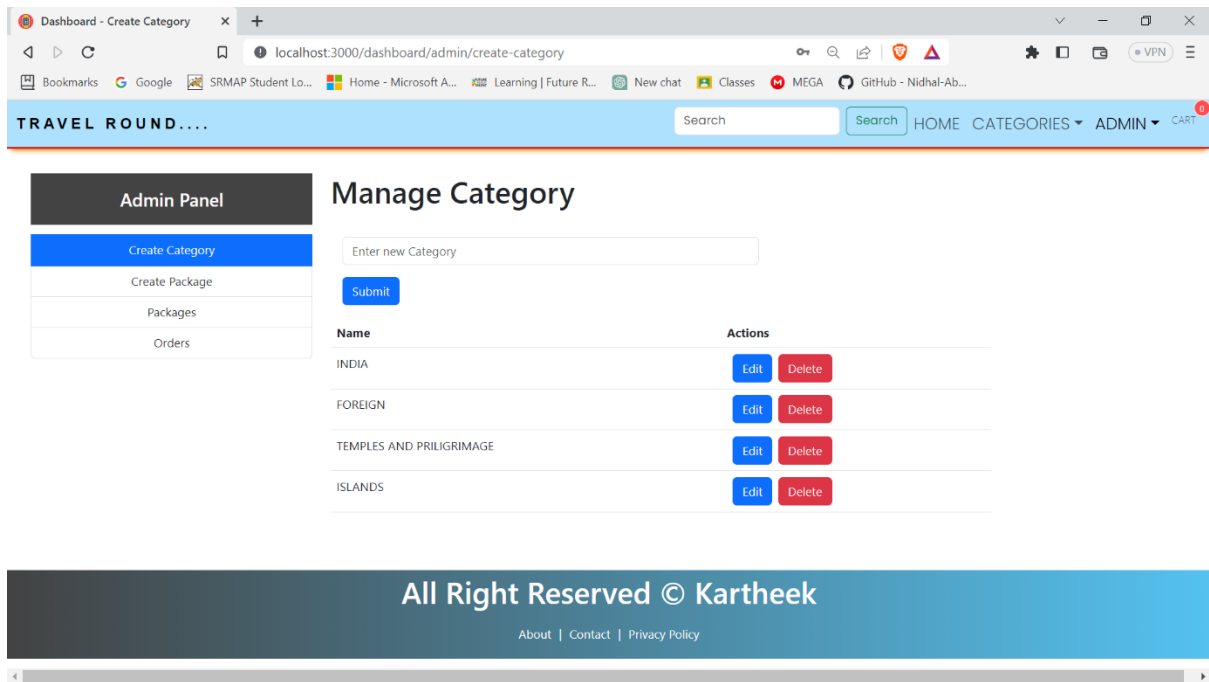 Dashboard - Create Category
localhost:3000/dashboard/admin/create-category
VPN
Bookmarks Google SRMAP Student Lo... Home - Microsoft A... Learning | Future R... New chat Classes MEGA GitHub - Nidhal-Ab...
TRAVEL ROUND.... Search Search HOME CATEGORIES ADMIN CART 0
Admin Panel
Create Category
Create Package
Packages
Orders
Manage Category
Enter new Category
Submit
Name Actions
INDIA Edit Delete
FOREIGN Edit Delete
TEMPLES AND PRILIGRIMAGE Edit Delete
ISLANDS Edit Delete
All Right Reserved © Kartheek
About | Contact | Privacy Policy